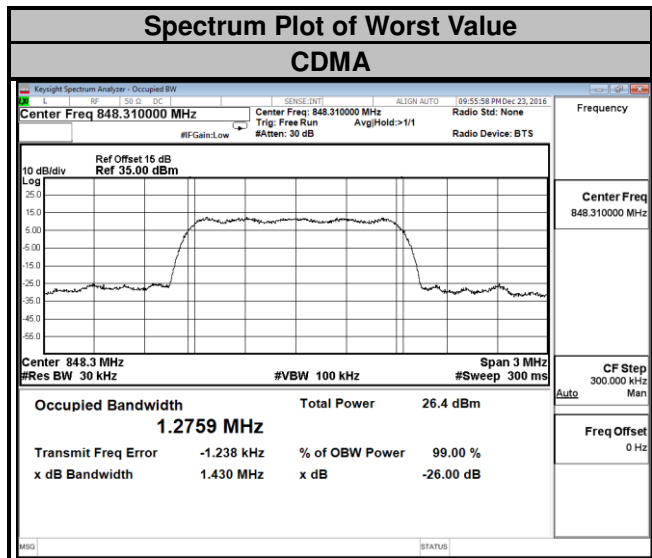 Spectrum Plot of Worst Value
CDMA
Keysight Spectrum Analyzer - Occupied BW
LXI L RF 50 Ω DC SENSE:INT ALIGN AUTO 09:55:58 PM Dec 23, 2016
Center Freq 848.310000 MHz
Center Freq: 848.310000 MHz
Radio Std: None
Trig: Free Run Avg|Hold:>1/1
#IFGain:Low #Atten: 30 dB
Radio Device: BTS
Frequency
Ref Offset 15 dB
10 dB/div Ref 35.00 dBm
Log
25.0
15.0
5.00
-5.00
-15.0
-25.0
-35.0
-45.0
-55.0
Center 848.3 MHz
Span 3 MHz
#Res BW 30 kHz
#VBW 100 kHz
#Sweep 300 ms
Center Freq
848.310000 MHz
CF Step
300.000 kHz
Auto Man
Freq Offset
0 Hz
Occupied Bandwidth
1.2759 MHz
Total Power 26.4 dBm
Transmit Freq Error -1.238 kHz
% of OBW Power 99.00 %
x dB Bandwidth 1.430 MHz
x dB -26.00 dB
MSG
STATUS